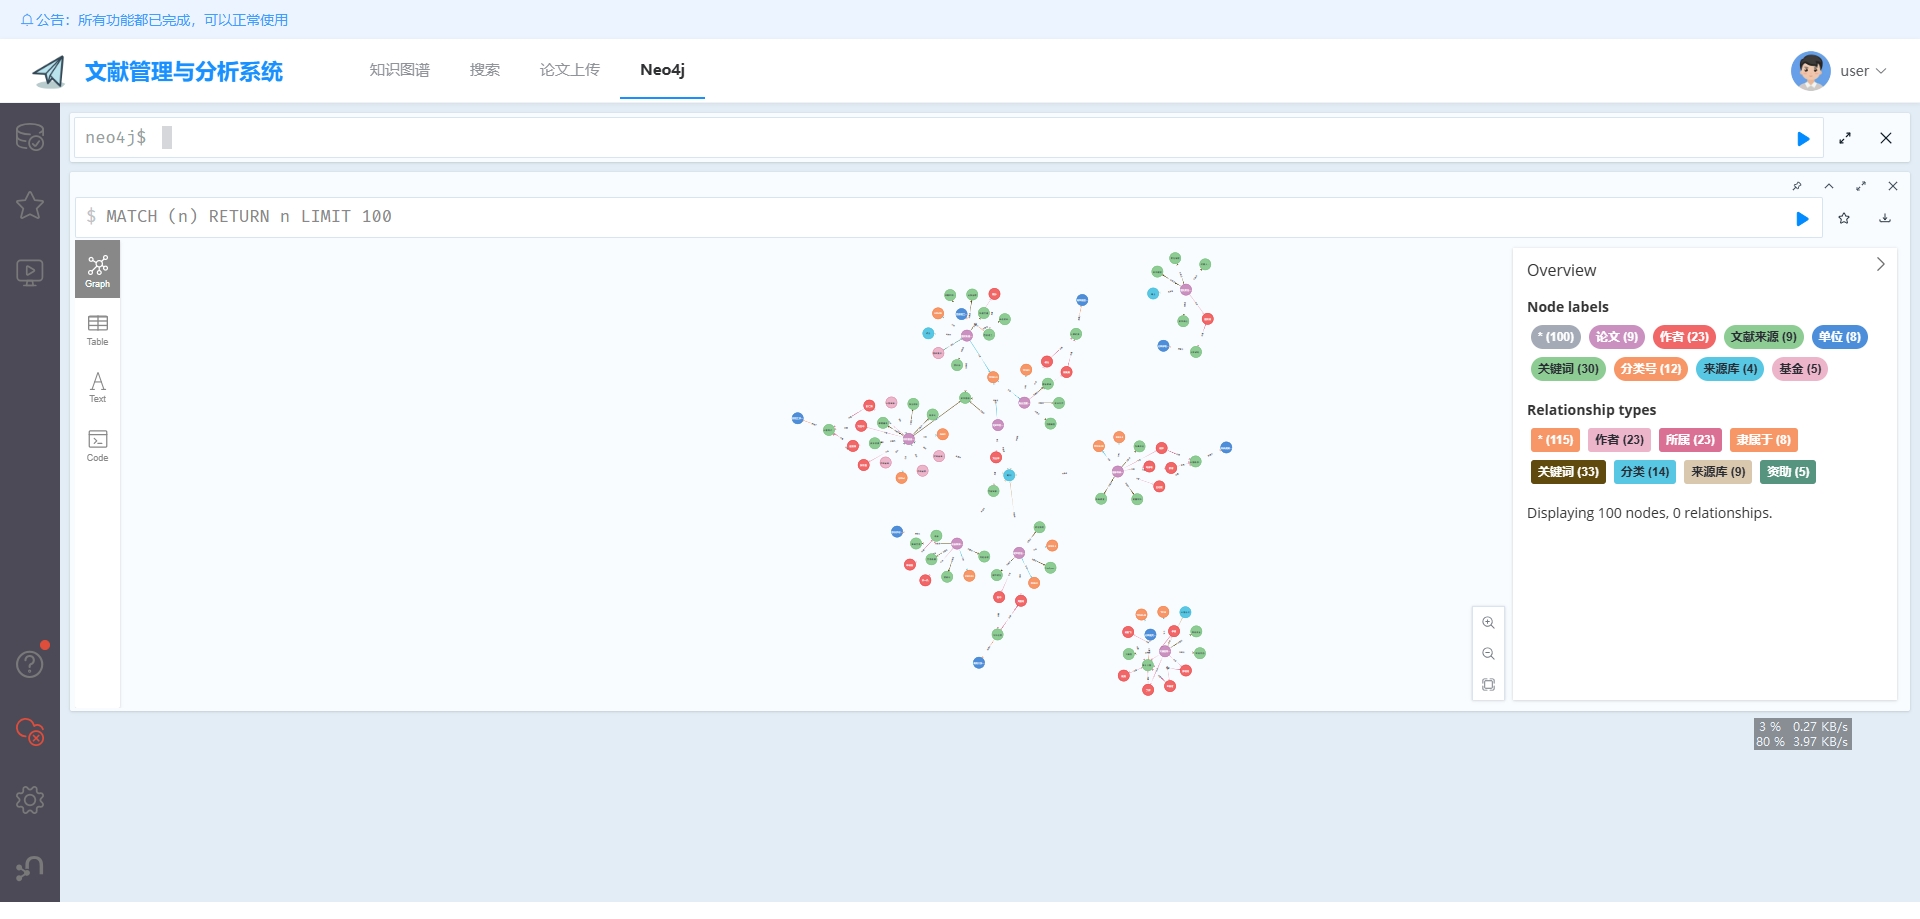 公告：所有功能都已完成，可以正常使用
文献管理与分析系统
知识图谱 搜索 论文上传 Neo4j
user
neo4j$
$ MATCH (n) RETURN n LIMIT 100
Graph
Table
Text
Code
Overview
Node labels
* (100) 论文 (9) 作者 (23) 文献来源 (9) 单位 (8)
关键词 (30) 分类号 (12) 来源库 (4) 基金 (5)
Relationship types
* (115) 作者 (23) 所属 (23) 隶属于 (8)
关键词 (33) 分类 (14) 来源库 (9) 资助 (5)
Displaying 100 nodes, 0 relationships.
3 % 0.27 KB/s
80 % 3.97 KB/s